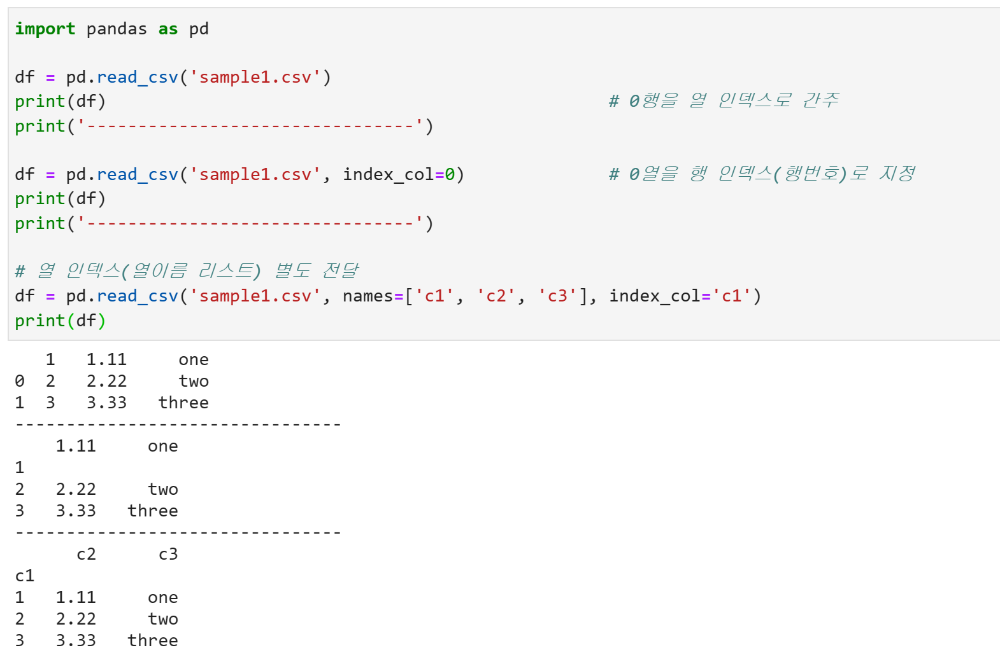 import pandas as pd
df = pd.read_csv('sample1.csv')
print(df) # 0행을 열 인덱스로 간주
print('--------------------------------')
df = pd.read_csv('sample1.csv', index_col=0) # 0열을 행 인덱스(행번호)로 지정
print(df)
print('--------------------------------')
# 열 인덱스(열이름 리스트) 별도 전달
df = pd.read_csv('sample1.csv', names=['c1', 'c2', 'c3'], index_col='c1')
print(df)
1 1.11 one
0 2 2.22 two
1 3 3.33 three
--------------------------------
1.11 one
1
2 2.22 two
3 3.33 three
--------------------------------
c2 c3
c1
1 1.11 one
2 2.22 two
3 3.33 three